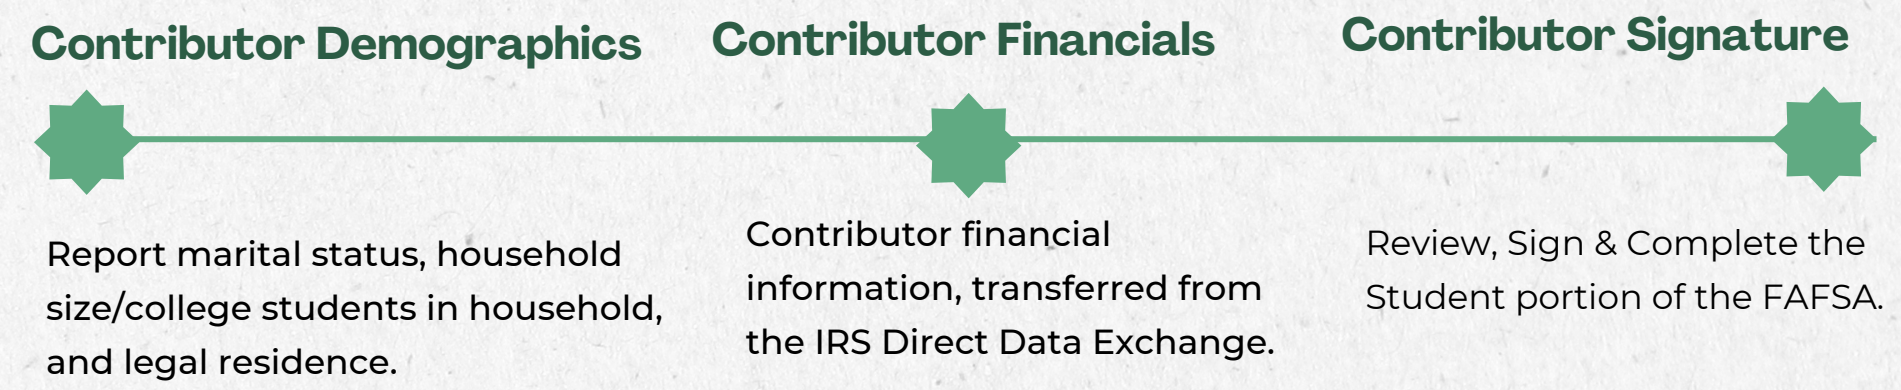 Contributor Demographics
Report marital status, household
size/college students in household,
and legal residence.
Contributor Financials
Contributor financial
information, transferred from
the IRS Direct Data Exchange.
Contributor Signature
Review, Sign & Complete the
Student portion of the FAFSA.